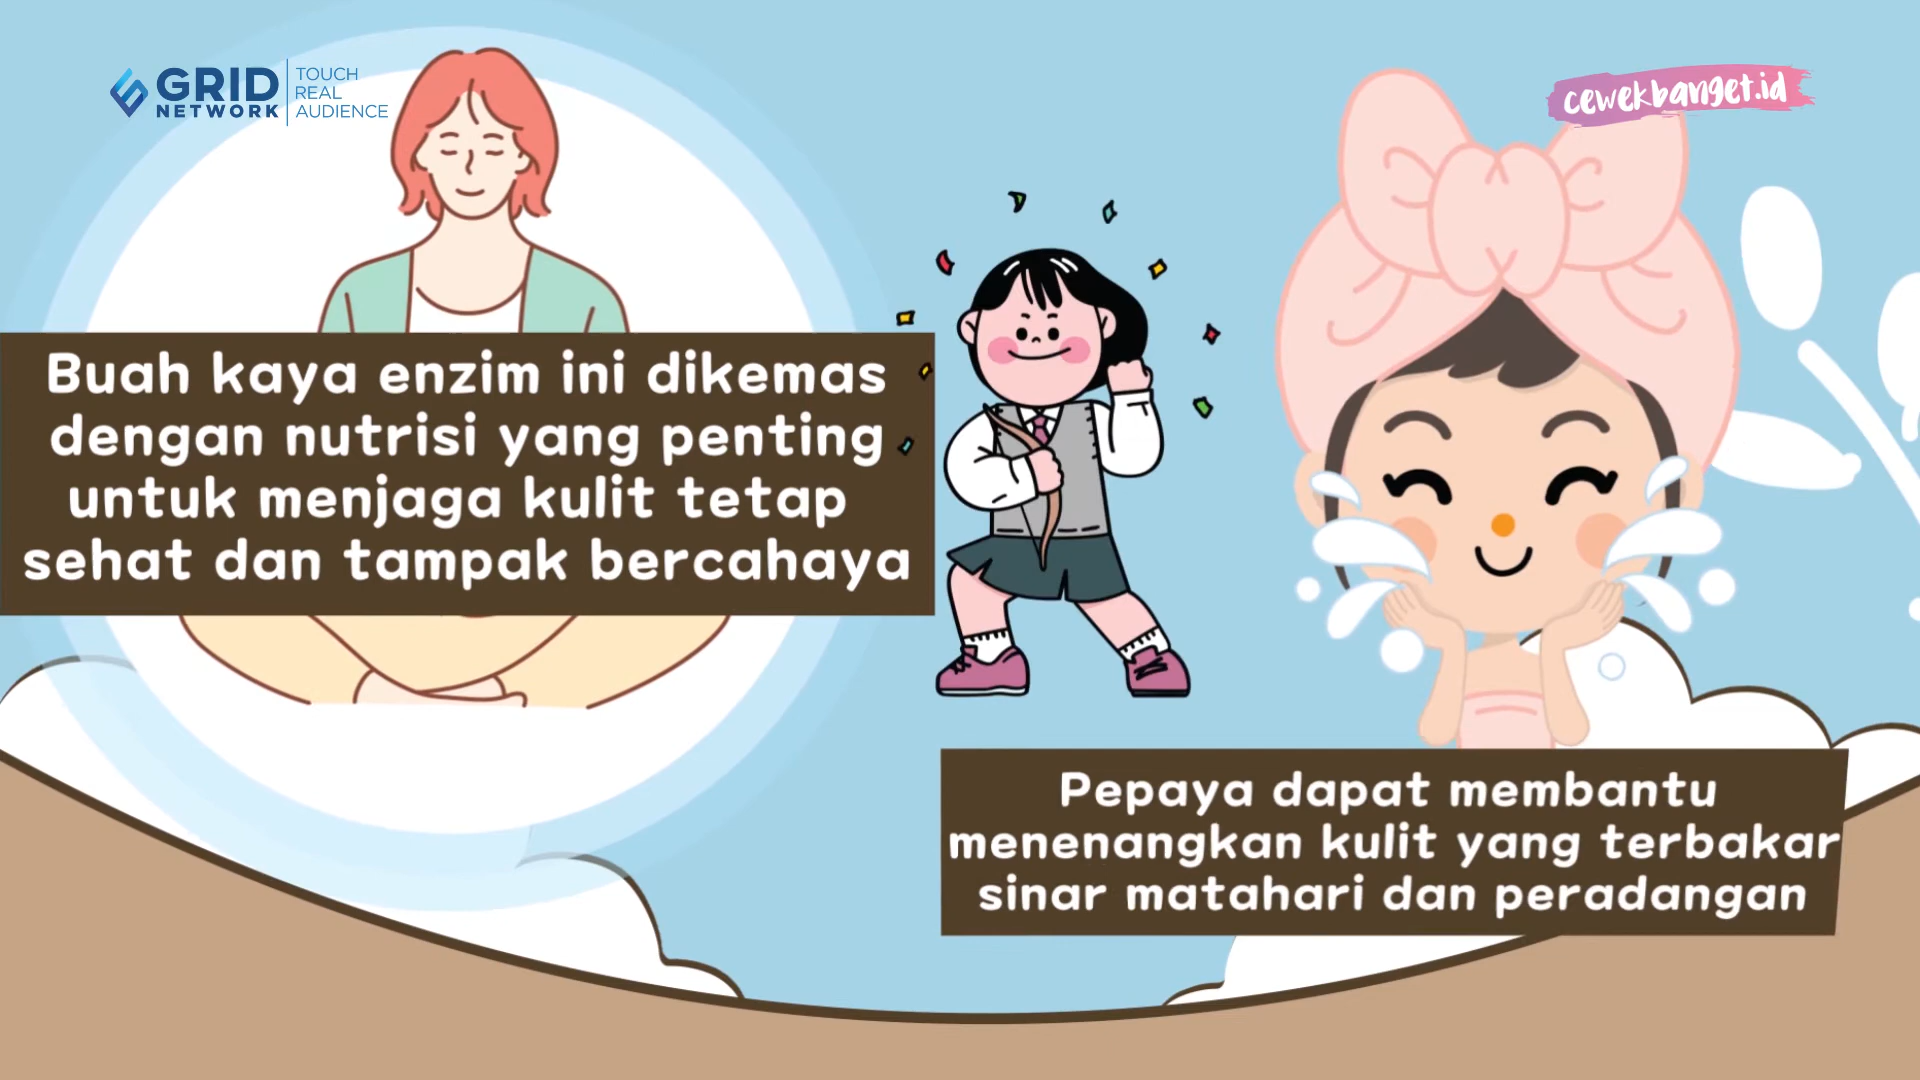 GRID
NETWORK
TOUCH
REAL
AUDIENCE
cewekbanget.id
Buah kaya enzim ini dikemas
dengan nutrisi yang penting
untuk menjaga kulit tetap
sehat dan tampak bercahaya
Pepaya dapat membantu
menenangkan kulit yang terbakar
sinar matahari dan peradangan